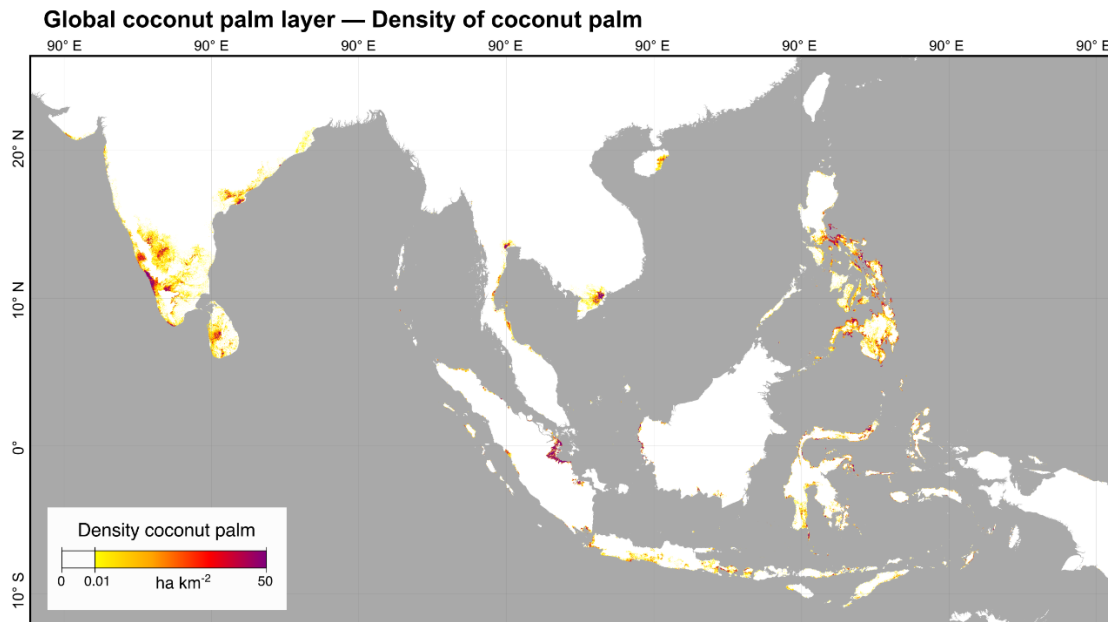 Global coconut palm layer — Density of coconut palm
90° E 90° E 90° E 90° E 90° E 90° E 90° E 90° E
20° N
10° N
0°
10° S
Density coconut palm
0 0.01 ha km-2 50